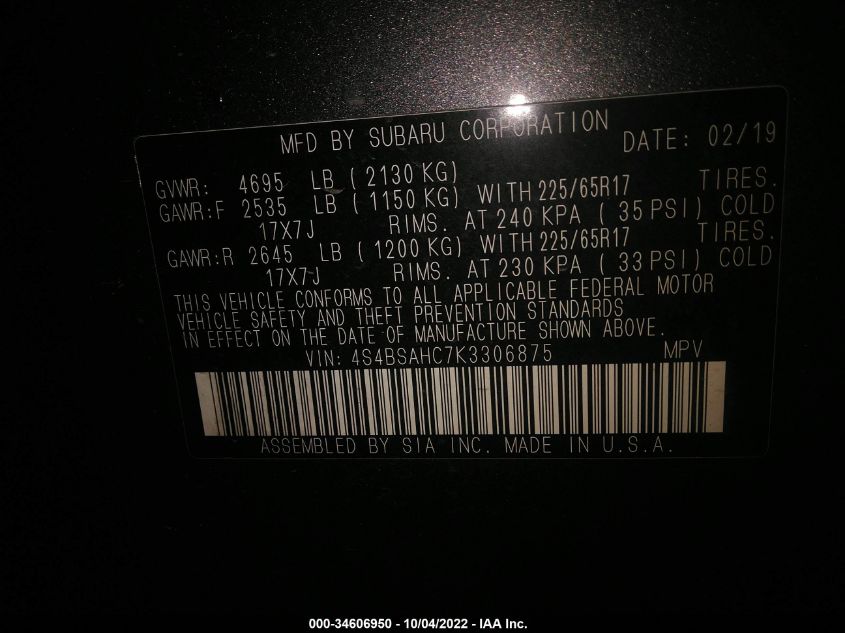 MFD BY SUBARU CORPORATION DATE: 02/19
GVWR: 4695 LB ( 2130 KG)
GAWR:F 2535 LB ( 1150 KG) WITH 225/65R17 TIRES.
17X7J RIMS. AT 240 KPA ( 35 PSI) COLD
GAWR:R 2645 LB ( 1200 KG) WITH 225/65R17 TIRES.
17X7J RIMS. AT 230 KPA ( 33 PSI) COLD
THIS VEHICLE CONFORMS TO ALL APPLICABLE FEDERAL MOTOR
VEHICLE SAFETY AND THEFT PREVENTION STANDARDS
IN EFFECT ON THE DATE OF MANUFACTURE SHOWN ABOVE.
VIN: 4S4BSAHC7K3306875 MPV
ASSEMBLED BY SIA INC. MADE IN U.S.A.
000-34606950 - 10/04/2022 - IAA Inc.